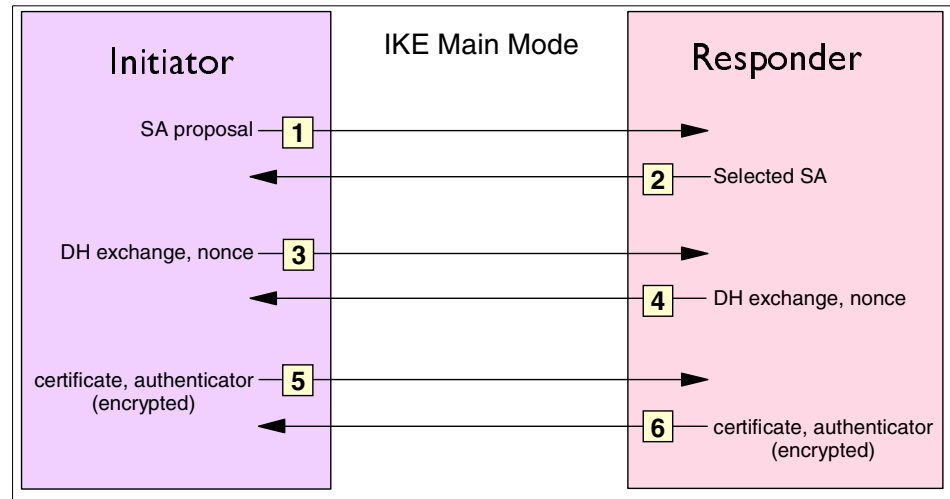 IKE Main Mode
Initiator
Responder
SA proposal
1
2
Selected SA
DH exchange, nonce
3
4
DH exchange, nonce
certificate, authenticator
(encrypted)
5
6
certificate, authenticator
(encrypted)